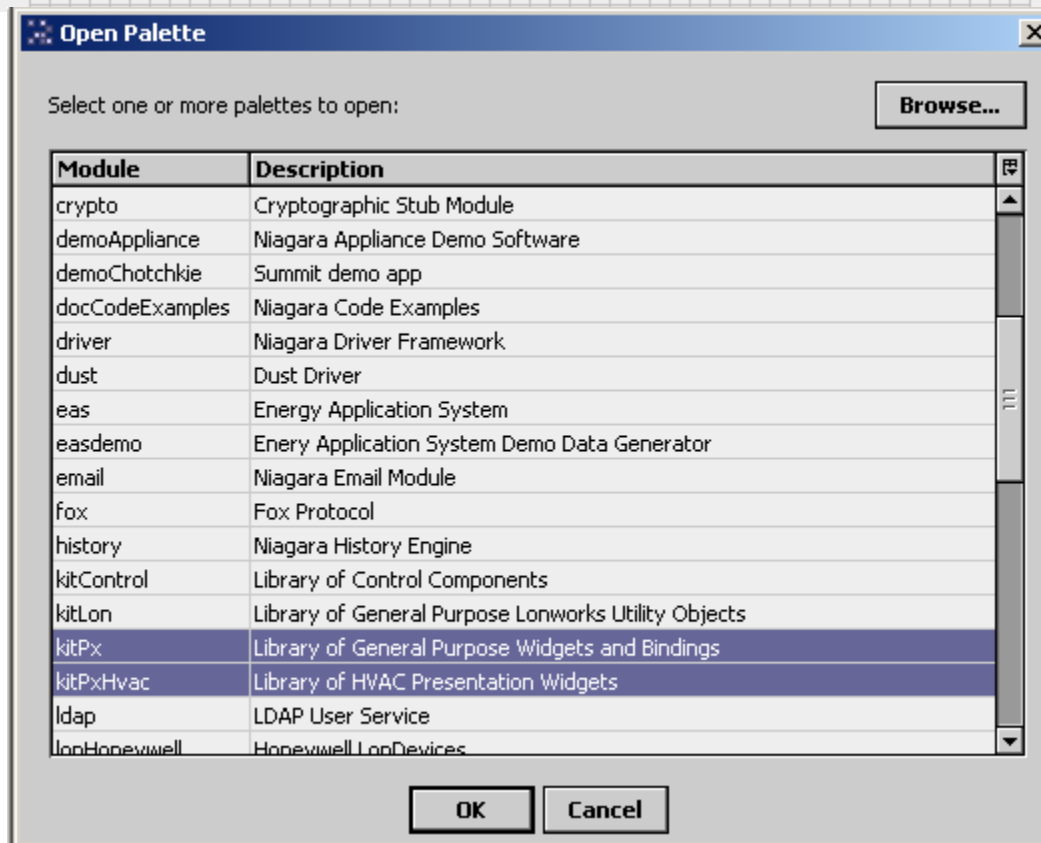 Open Palette
Select one or more palettes to open:
Browse...
Module Description
crypto Cryptographic Stub Module
demoAppliance Niagara Appliance Demo Software
demoChotchkie Summit demo app
docCodeExamples Niagara Code Examples
driver Niagara Driver Framework
dust Dust Driver
eas Energy Application System
easdemo Enery Application System Demo Data Generator
email Niagara Email Module
fox Fox Protocol
history Niagara History Engine
kitControl Library of Control Components
kitLon Library of General Purpose Lonworks Utility Objects
kitPx Library of General Purpose Widgets and Bindings
kitPxHvac Library of HVAC Presentation Widgets
ldap LDAP User Service
lonHoneywell Honeywell LonDevices
OK Cancel